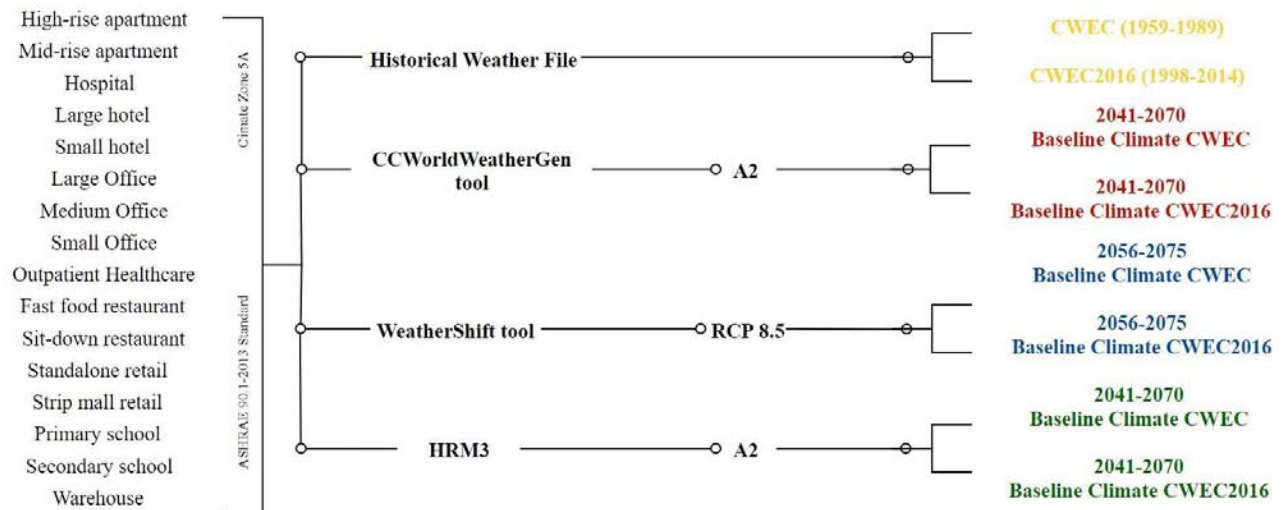 High-rise apartment
Mid-rise apartment
Hospital
Large hotel
Small hotel
Large Office
Medium Office
Small Office
Outpatient Healthcare
Fast food restaurant
Sit-down restaurant
Standalone retail
Strip mall retail
Primary school
Secondary school
Warehouse
Climate Zone 5A
ASHRAE 90.1-2013 Standard
Historical Weather File
CWEC (1959-1989)
CWEC2016 (1998-2014)
CCWorldWeatherGen
tool
A2
2041-2070
Baseline Climate CWEC
2041-2070
Baseline Climate CWEC2016
WeatherShift tool
RCP 8.5
2056-2075
Baseline Climate CWEC
2056-2075
Baseline Climate CWEC2016
HRM3
A2
2041-2070
Baseline Climate CWEC
2041-2070
Baseline Climate CWEC2016